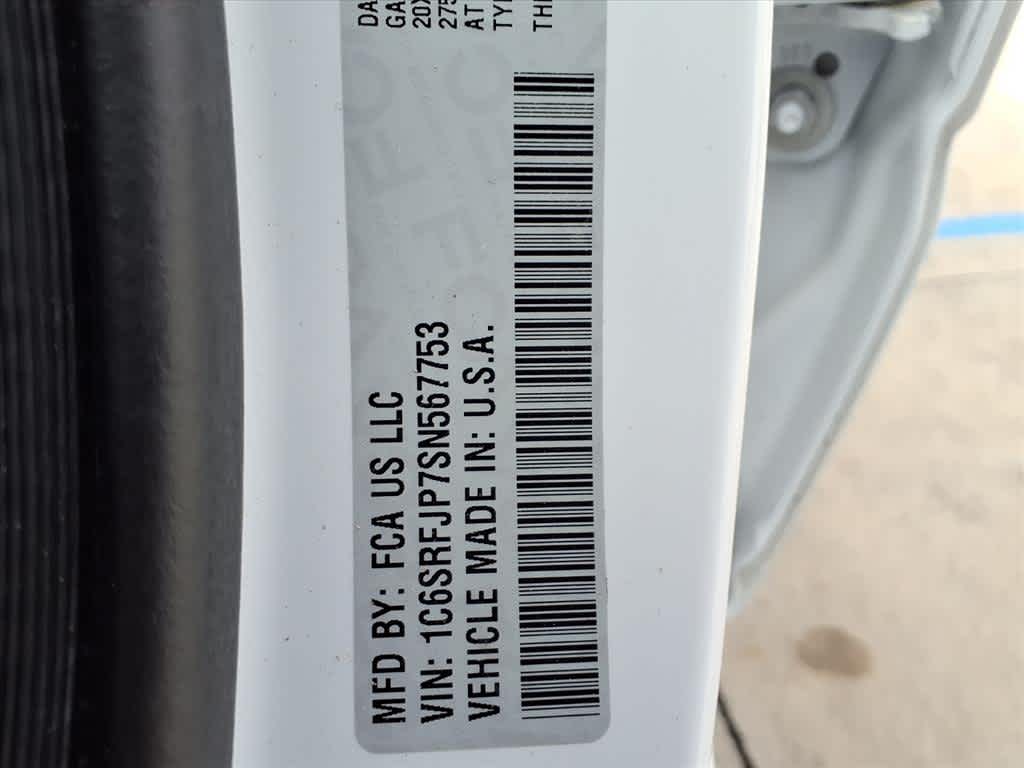 MFD BY: FCA US LLC
VIN: 1C6SRFJP7SN567753
VEHICLE MADE IN: U.S.A.